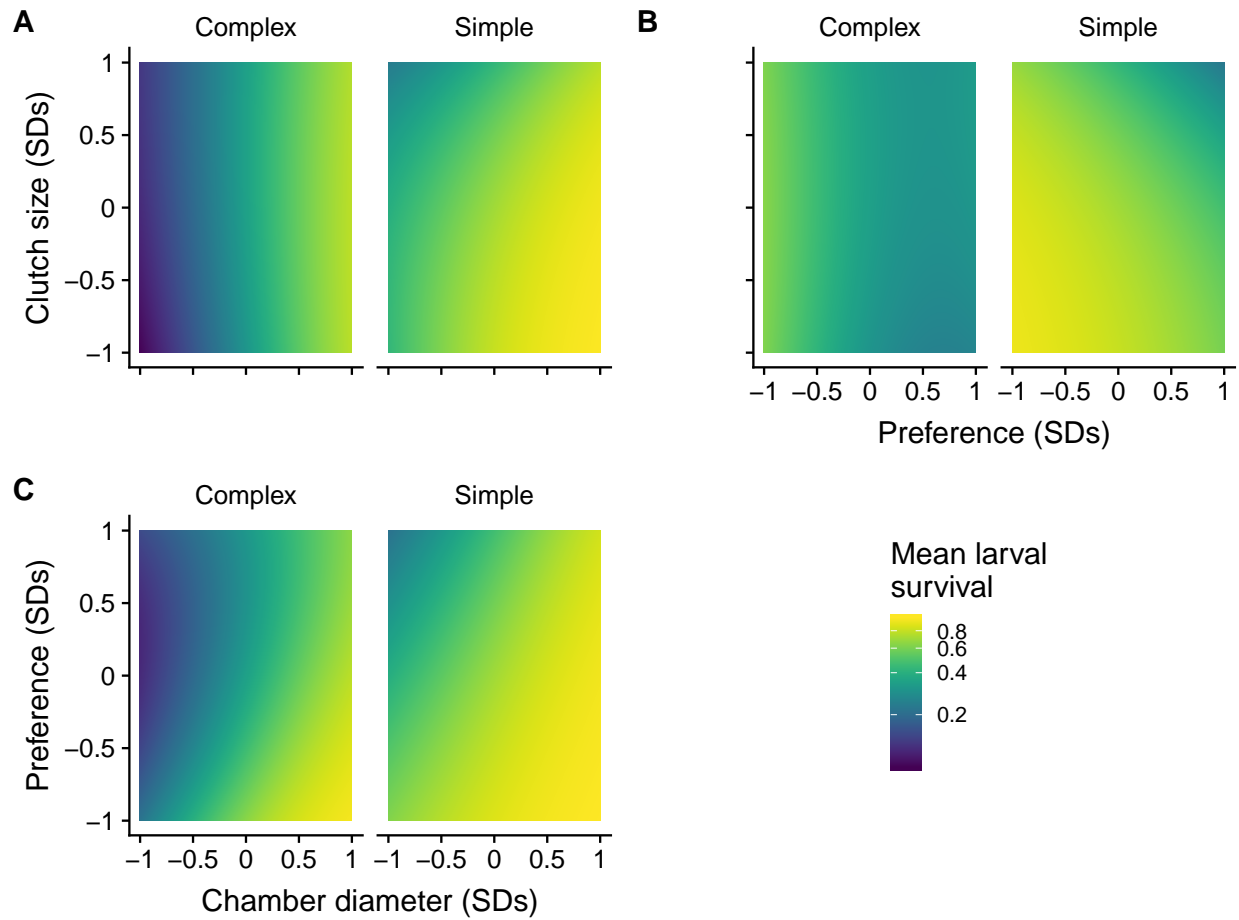 A
Complex
Simple
1
0.5
0
−0.5
−1
Clutch size (SDs)
B
Complex
Simple
−1 −0.5 0 0.5 1
−1 −0.5 0 0.5 1
Preference (SDs)
C
Complex
Simple
1
0.5
0
−0.5
−1
Preference (SDs)
−1 −0.5 0 0.5 1
−1 −0.5 0 0.5 1
Chamber diameter (SDs)
Mean larval
survival
0.8
0.6
0.4
0.2